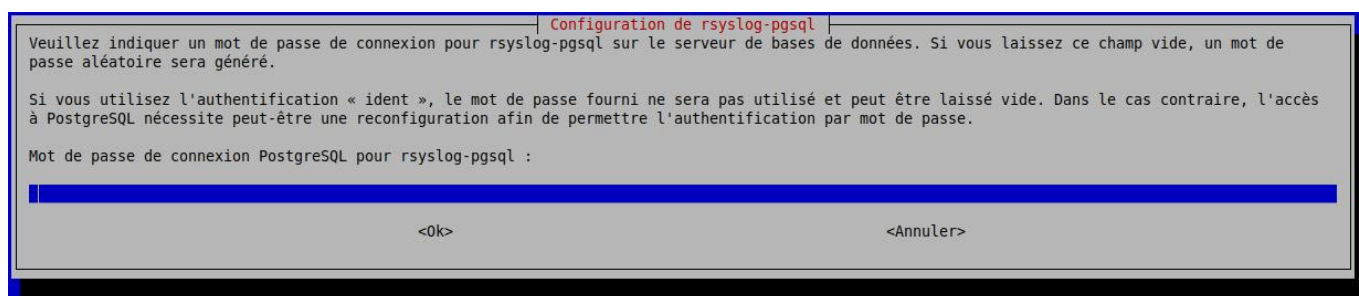 Configuration de rsyslog-pgsql
Veuillez indiquer un mot de passe de connexion pour rsyslog-pgsql sur le serveur de bases de données. Si vous laissez ce champ vide, un mot de
passe aléatoire sera généré.
Si vous utilisez l'authentification « ident », le mot de passe fourni ne sera pas utilisé et peut être laissé vide. Dans le cas contraire, l'accès
à PostgreSQL nécessite peut-être une reconfiguration afin de permettre l'authentification par mot de passe.
Mot de passe de connexion PostgreSQL pour rsyslog-pgsql :
<Ok> <Annuler>